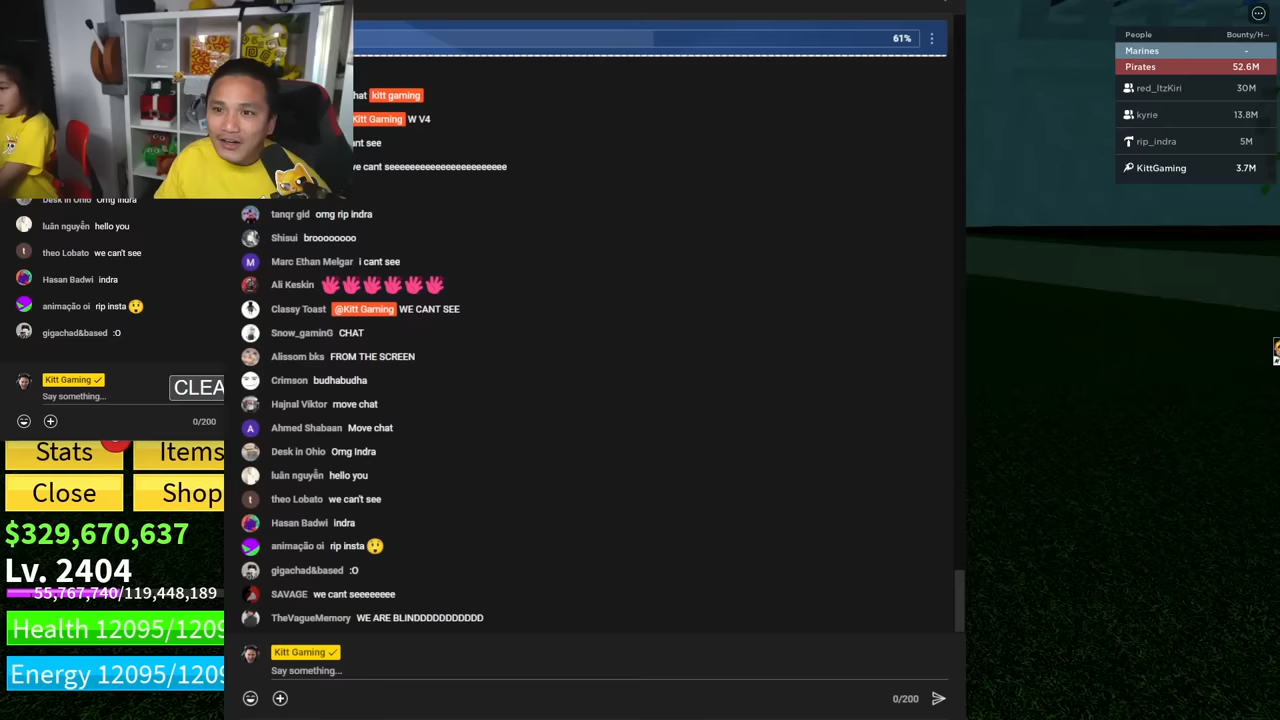 61%
hat kitt gaming
Kitt Gaming W V4
ant see
we cant seeeeeeeeeeeeeeeeeeeeee
tanqr gid omg rip indra
Shisui broooooooo
M Marc Ethan Melgar i cant see
Ali Keskin
Classy Toast @Kitt Gaming WE CANT SEE
Snow_gaminG CHAT
Alissom bks FROM THE SCREEN
Crimson budhabudha
Hajnal Viktor move chat
A Ahmed Shabaan Move chat
Desk in Ohio Omg Indra
luân nguyễn hello you
t theo Lobato we can't see
Hasan Badwi indra
animação oi rip insta 😲
gigachad&based :O
SAVAGE we cant seeeeeeee
TheVagueMemory WE ARE BLINDDDDDDDDDDD
Kitt Gaming ✓
Say something...
0/200
Desk in Ohio Omg Indra
luân nguyễn hello you
t theo Lobato we can't see
Hasan Badwi indra
animação oi rip insta 😲
gigachad&based :O
Kitt Gaming ✓
Say something...
CLEA
0/200
Stats Items
Close Shop
$329,670,637
Lv. 2404
55,767,740/119,448,189
Health 12095/1209
Energy 12095/1209
People Bounty/H...
Marines -
Pirates 52.6M
red_ItzKiri 30M
kyrie 13.8M
rip_indra 5M
KittGaming 3.7M